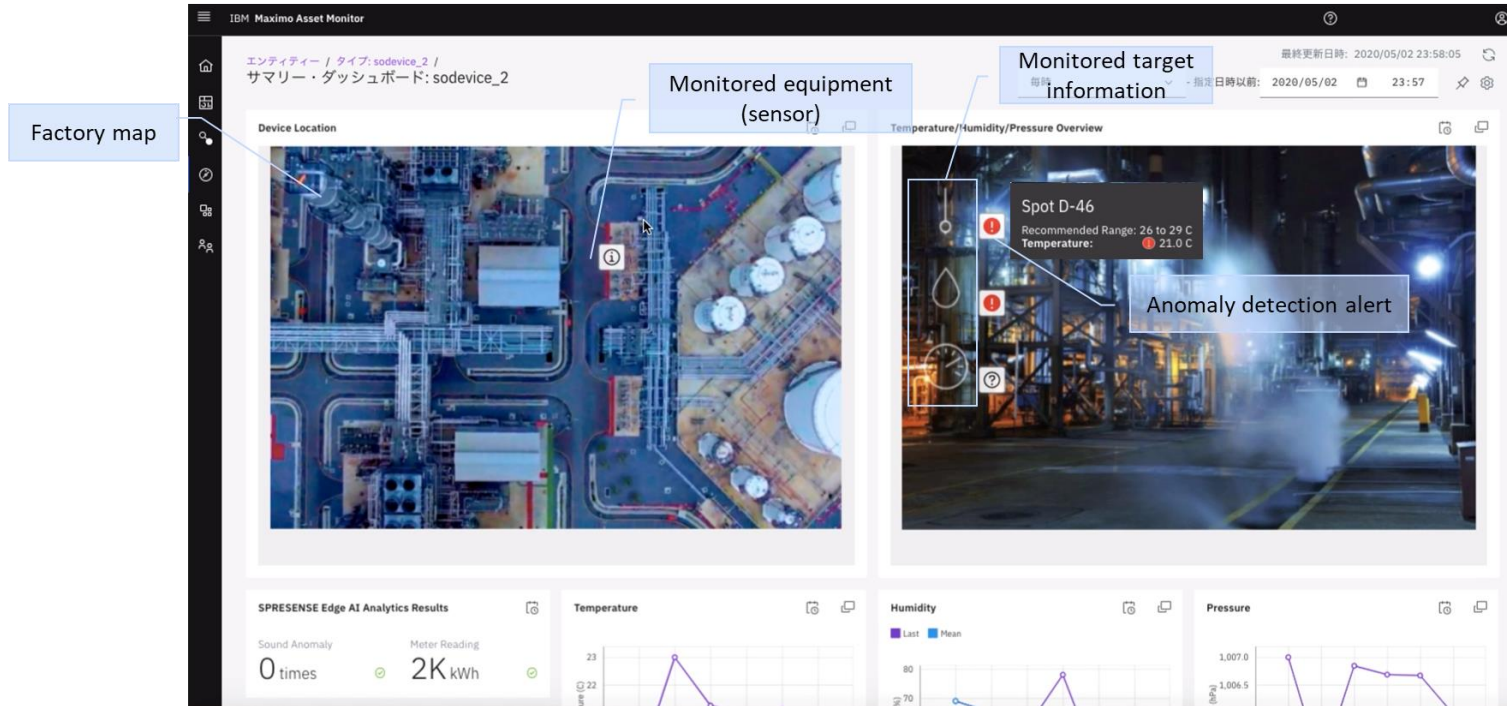 IBM Maximo Asset Monitor
エンティティー / タイプ: sodevice_2 /
サマリー・ダッシュボード: sodevice_2
最終更新日時: 2020/05/02 23:58:05
毎時
- 指定日時以前: 2020/05/02 23:57
Factory map
Monitored equipment
(sensor)
Monitored target
information
Device Location
Temperature/Humidity/Pressure Overview
Spot D-46
Recommended Range: 26 to 29 C
Temperature: 21.0 C
Anomaly detection alert
SPRESENSE Edge AI Analytics Results
Sound Anomaly
0 times
Meter Reading
2K kWh
Temperature
23
22
Humidity
Last Mean
80
70
Pressure
1,007.0
1,006.5
(hPa)